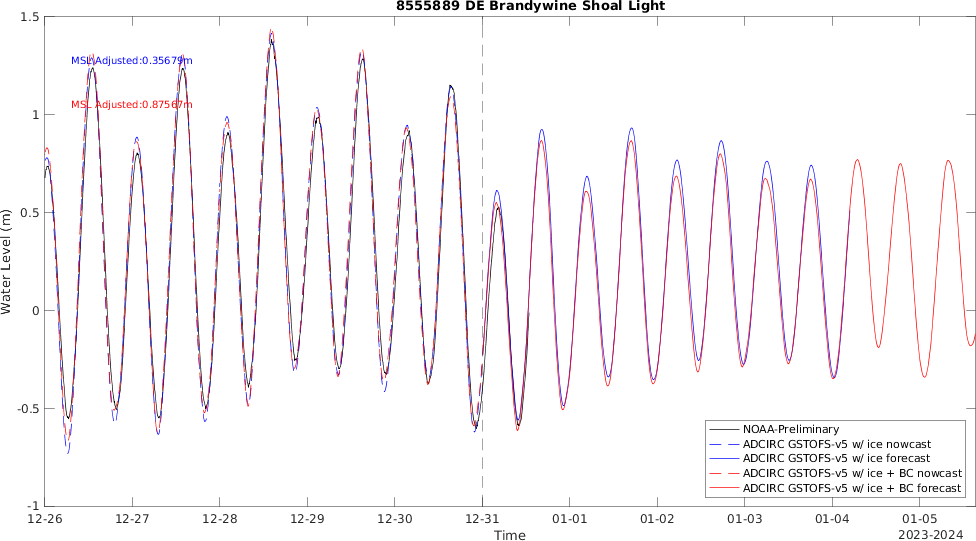 8555889 DE Brandywine Shoal Light
1.5
1
0.5
0
-0.5
-1
Water Level (m)
MSL Adjusted:0.35679m
MSL Adjusted:0.87567m
NOAA-Preliminary
ADCIRC GSTOFS-v5 w/ ice nowcast
ADCIRC GSTOFS-v5 w/ ice forecast
ADCIRC GSTOFS-v5 w/ ice + BC nowcast
ADCIRC GSTOFS-v5 w/ ice + BC forecast
12-26 12-27 12-28 12-29 12-30 12-31 01-01 01-02 01-03 01-04 01-05
Time
2023-2024